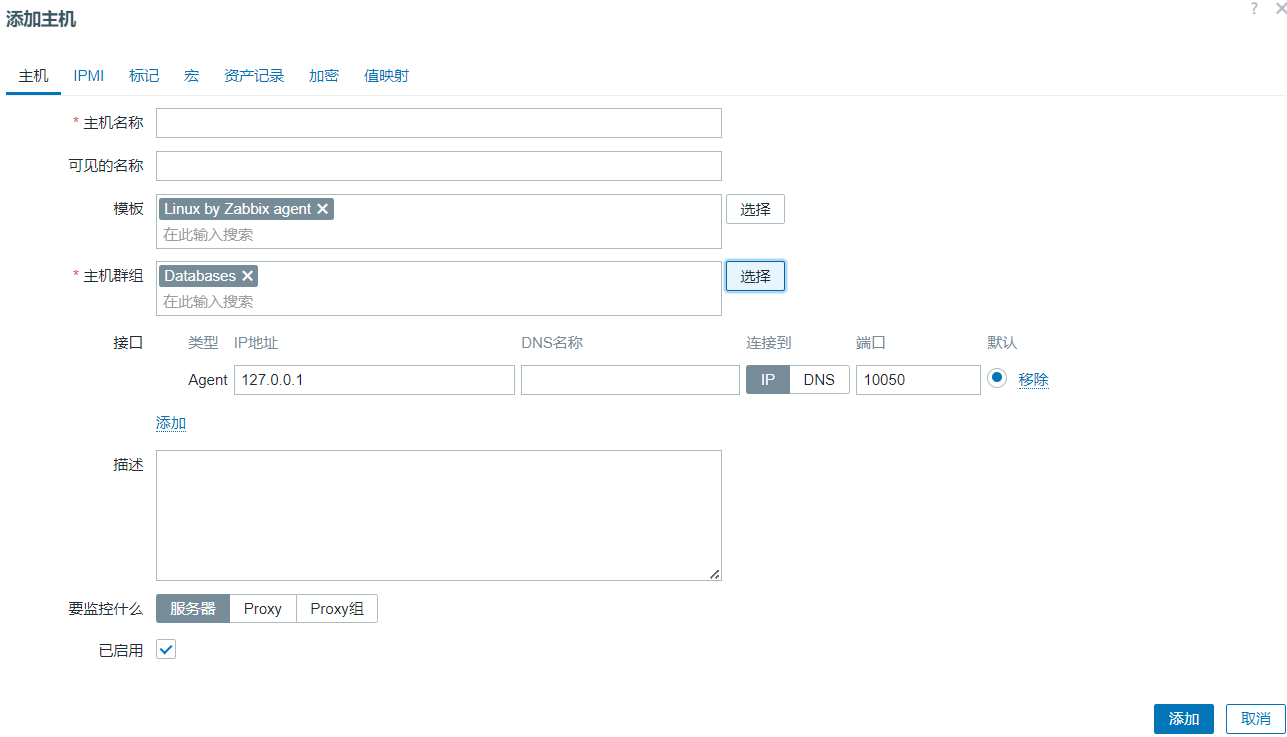 添加主机 ?
主机 IPMI 标记 宏 资产记录 加密 值映射
* 主机名称
可见的名称
模板 Linux by Zabbix agent 选择
在此输入搜索
* 主机群组 Databases 选择
在此输入搜索
接口 类型 IP地址 DNS名称 连接到 端口 默认
Agent 127.0.0.1 IP DNS 10050 移除
添加
描述
要监控什么 服务器 Proxy Proxy组
已启用
添加 取消